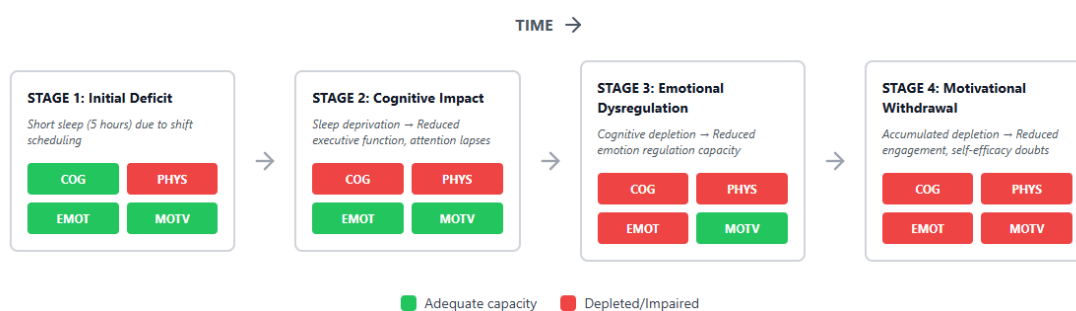 TIME →
STAGE 1: Initial Deficit
Short sleep (5 hours) due to shift
scheduling
COG
PHYS
EMOT
MOTV
STAGE 2: Cognitive Impact
Sleep deprivation → Reduced
executive function, attention lapses
COG
PHYS
EMOT
MOTV
STAGE 3: Emotional
Dysregulation
Cognitive depletion → Reduced
emotion regulation capacity
COG
PHYS
EMOT
MOTV
STAGE 4: Motivational
Withdrawal
Accumulated depletion → Reduced
engagement, self-efficacy doubts
COG
PHYS
EMOT
MOTV
Adequate capacity
Depleted/Impaired